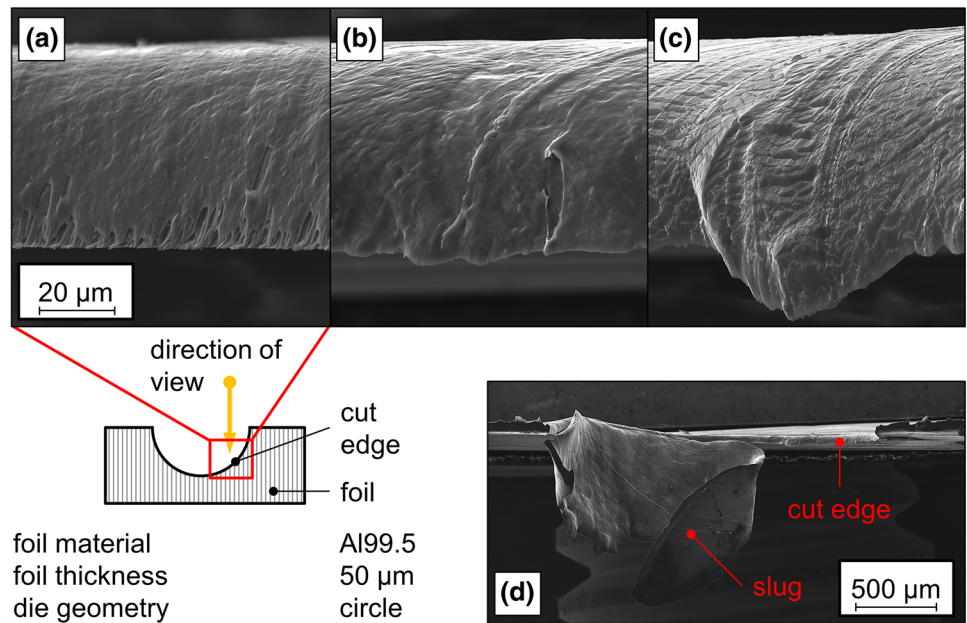 (a)
(b)
(c)
20 µm
direction of
view
cut
edge
foil
foil material Al99.5
foil thickness 50 µm
die geometry circle
cut edge
slug
(d)
500 µm